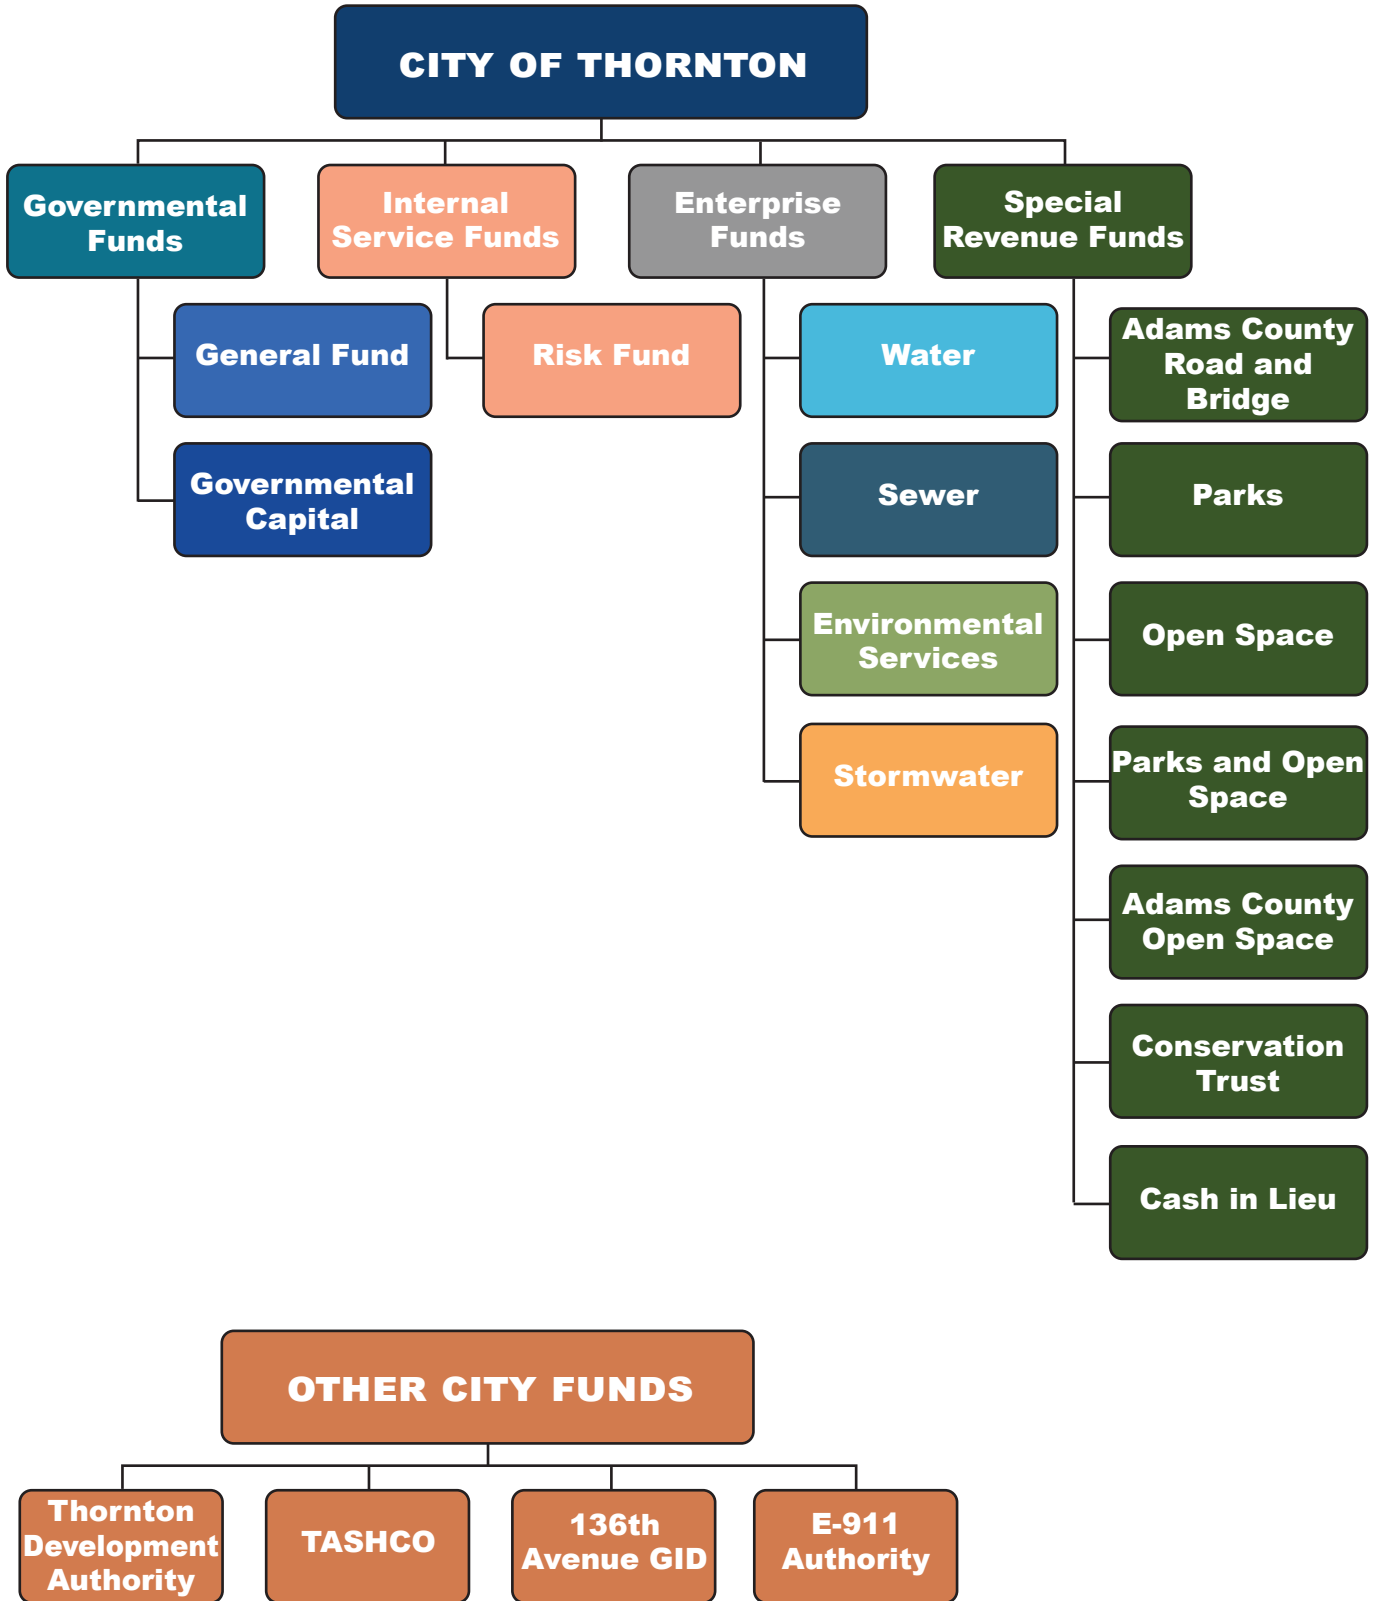 CITY OF THORNTON
Governmental
Funds
Internal
Service Funds
Enterprise
Funds
Special
Revenue Funds
General Fund
Risk Fund
Water
Adams County
Road and
Bridge
Governmental
Capital
Sewer
Parks
Environmental
Services
Open Space
Stormwater
Parks and Open
Space
Adams County
Open Space
Conservation
Trust
Cash in Lieu
OTHER CITY FUNDS
Thornton
Development
Authority
TASHCO
136th
Avenue GID
E-911
Authority